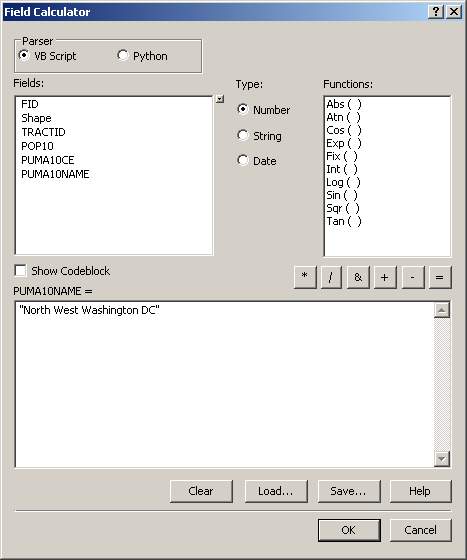 Field Calculator
Parser
VB Script Python
Fields: Type: Functions:
FID
Shape
TRACTID
POP10
PUMA10CE
PUMA10NAME
Number
String
Date
Abs ( )
Atn ( )
Cos ( )
Exp ( )
Fix ( )
Int ( )
Log ( )
Sin ( )
Sqr ( )
Tan ( )
Show Codeblock
* / & + - =
PUMA10NAME =
"North West Washington DC"
Clear Load... Save... Help
OK Cancel